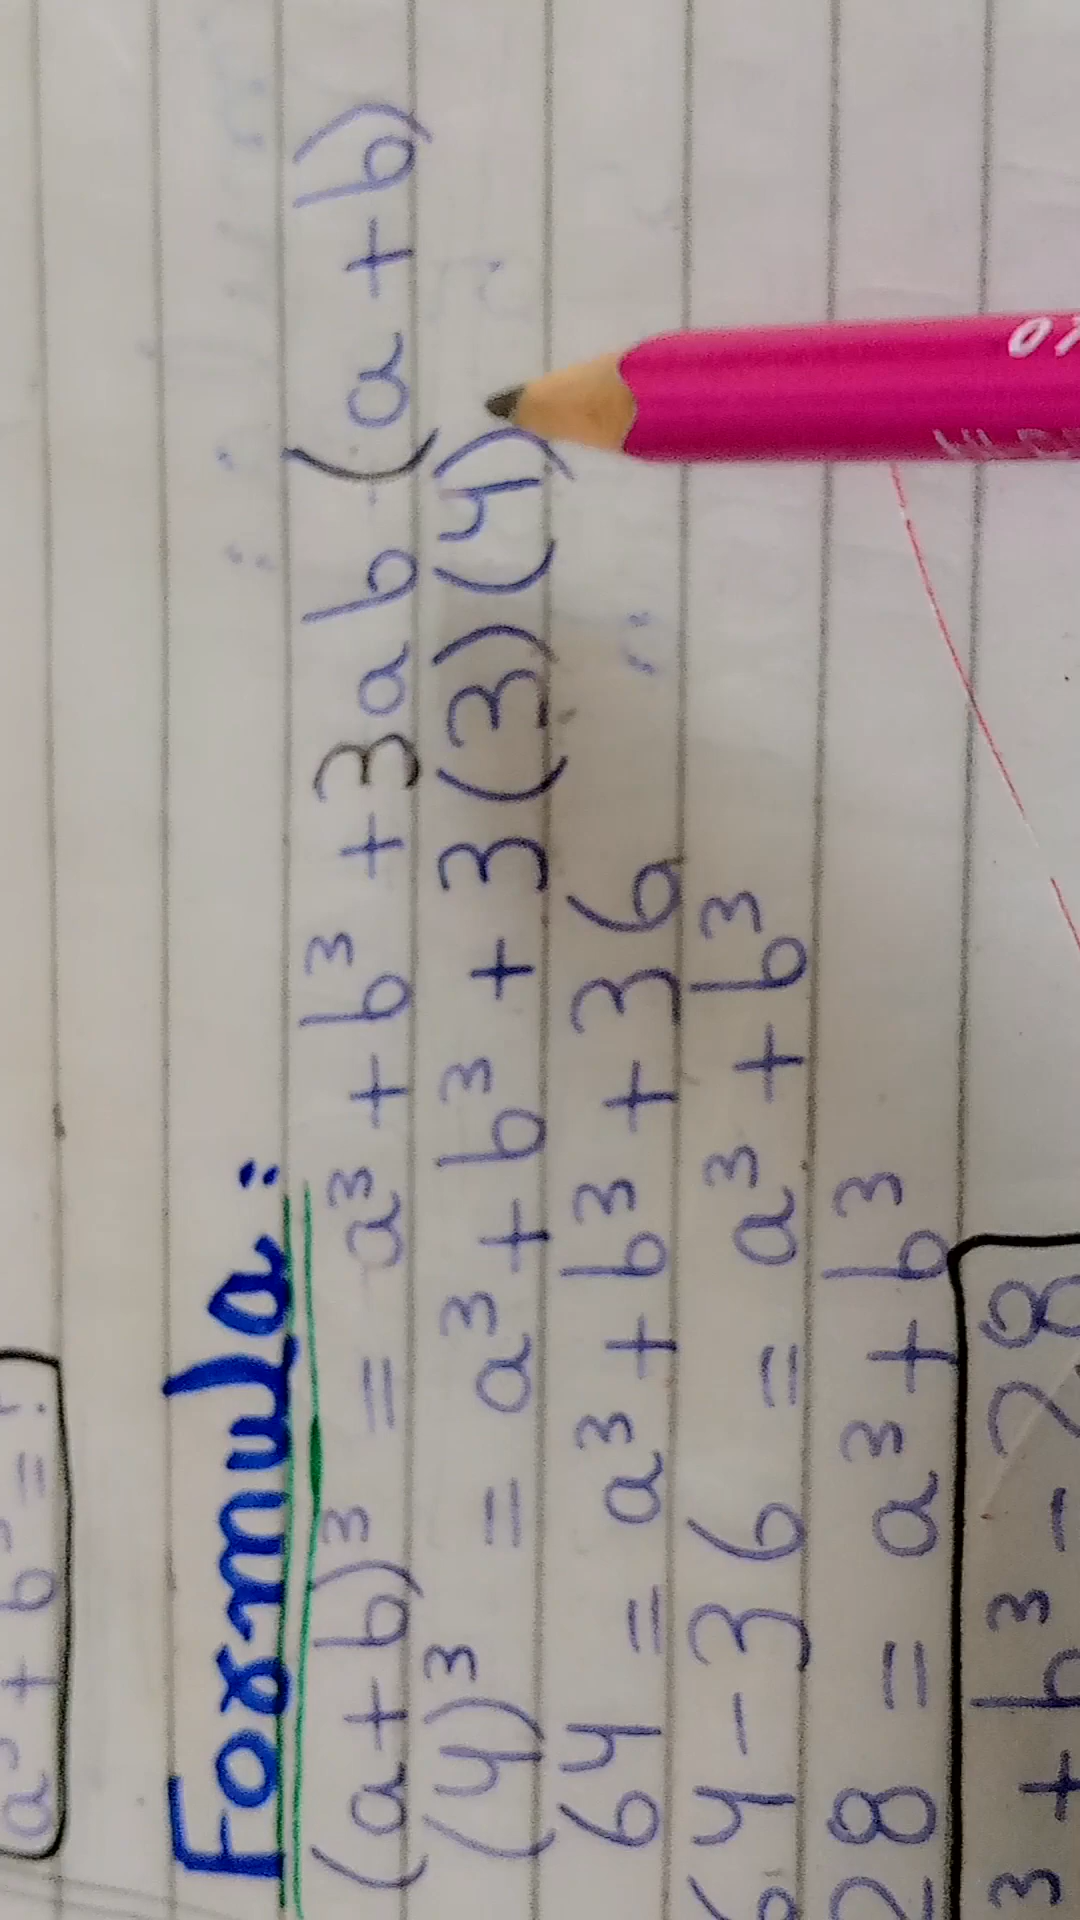 a³ + b³ = ?
Formula:
(a + b)³ = a³ + b³ + 3ab (a + b)
(4)³ = a³ + b³ + 3(3)(4)
64 = a³ + b³ + 36
64 - 36 = a³ + b³
28 = a³ + b³
a³ + b³ = 28